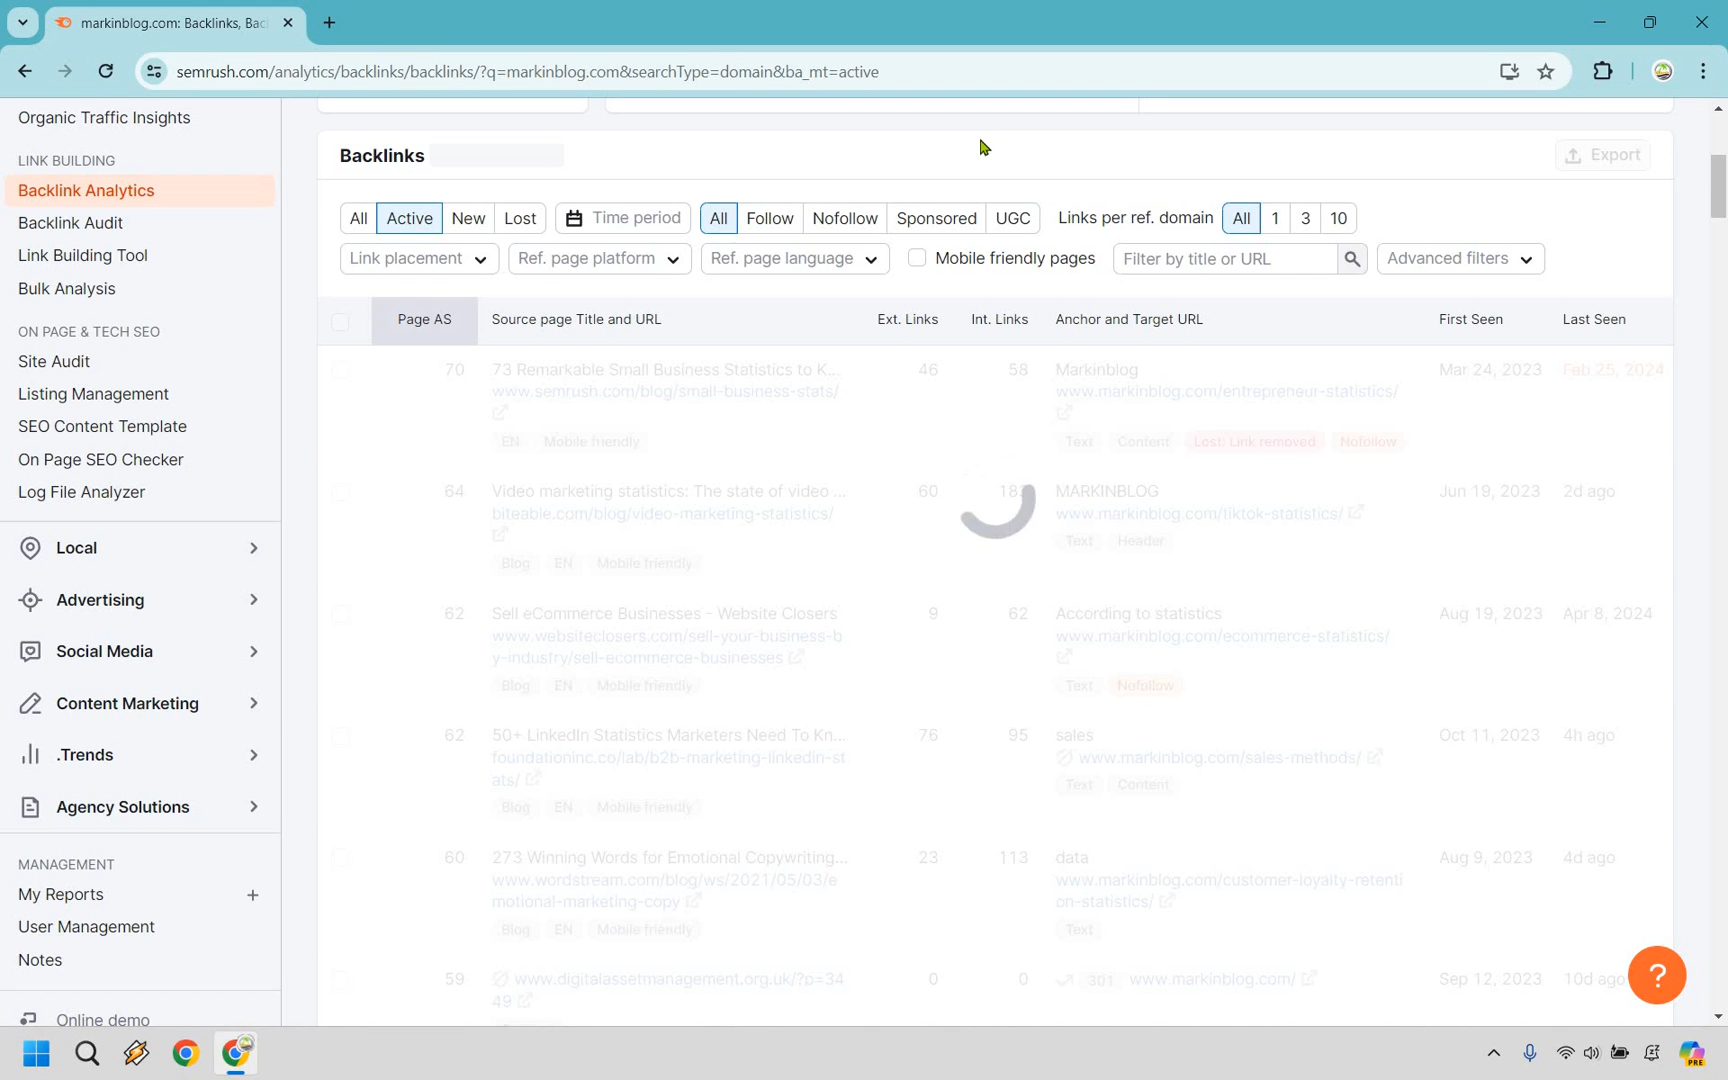 markinblog.com: Backlinks, Bac
semrush.com/analytics/backlinks/backlinks/?q=markinblog.com&searchType=domain&ba_mt=active
Organic Traffic Insights
LINK BUILDING
Backlink Analytics
Backlink Audit
Link Building Tool
Bulk Analysis
ON PAGE & TECH SEO
Site Audit
Listing Management
SEO Content Template
On Page SEO Checker
Log File Analyzer
Local
Advertising
Social Media
Content Marketing
.Trends
Agency Solutions
MANAGEMENT
My Reports +
User Management
Notes
Online demo
Backlinks
Export
All Active New Lost Time period All Follow Nofollow Sponsored UGC Links per ref. domain All 1 3 10
Link placement Ref. page platform Ref. page language Mobile friendly pages Filter by title or URL Advanced filters
Page AS Source page Title and URL Ext. Links Int. Links Anchor and Target URL First Seen Last Seen
70 73 Remarkable Small Business Statistics to K... 46 58 Markinblog Mar 24, 2023 Feb 25, 2024
www.semrush.com/blog/small-business-stats/ www.markinblog.com/entrepreneur-statistics/
EN Mobile friendly Text Content Lost: Link removed Nofollow
64 Video marketing statistics: The state of video ... 60 MARKINBLOG Jun 19, 2023 2d ago
biteable.com/blog/video-marketing-statistics/ www.markinblog.com/tiktok-statistics/
Text Header
Blog EN Mobile friendly
62 Sell eCommerce Businesses - Website Closers 9 62 According to statistics Aug 19, 2023 Apr 8, 2024
www.websiteclosers.com/sell-your-business-b www.markinblog.com/ecommerce-statistics/
y-industry/sell-ecommerce-businesses
Blog EN Mobile friendly Text Nofollow
62 50+ LinkedIn Statistics Marketers Need To Kn... 76 95 sales Oct 11, 2023 4h ago
foundationinc.co/lab/b2b-marketing-linkedin-st www.markinblog.com/sales-methods/
ats/ Text Content
Blog EN Mobile friendly
60 273 Winning Words for Emotional Copywriting... 23 113 data Aug 9, 2023 4d ago
www.wordstream.com/blog/ws/2021/05/03/e www.markinblog.com/customer-loyalty-retenti
motional-marketing-copy on-statistics/
Blog EN Mobile friendly Text
59 www.digitalassetmanagement.org.uk/?p=34 0 0 301 www.markinblog.com/ Sep 12, 2023 10d ago
49
?
PRE